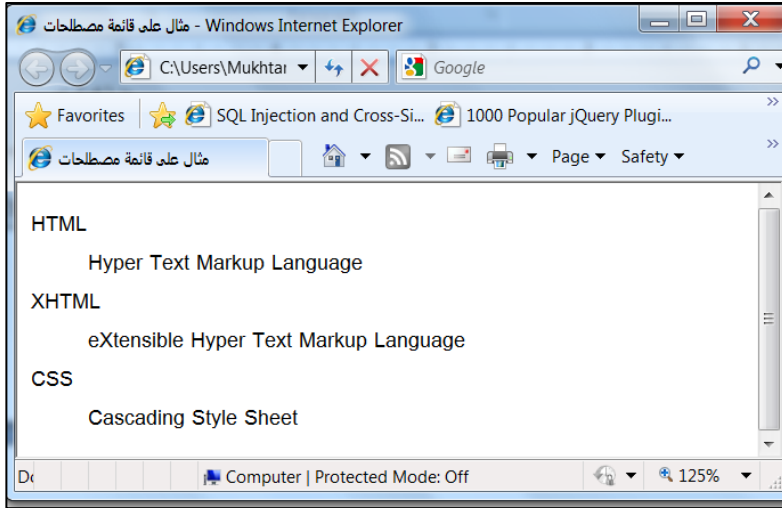 مثال على قائمة مصطلحات - Windows Internet Explorer
C:\Users\Mukhtar
Google
Favorites
SQL Injection and Cross-Si...
1000 Popular jQuery Plugi...
مثال على قائمة مصطلحات
Page
Safety
HTML
Hyper Text Markup Language
XHTML
eXtensible Hyper Text Markup Language
CSS
Cascading Style Sheet
Computer | Protected Mode: Off
125%